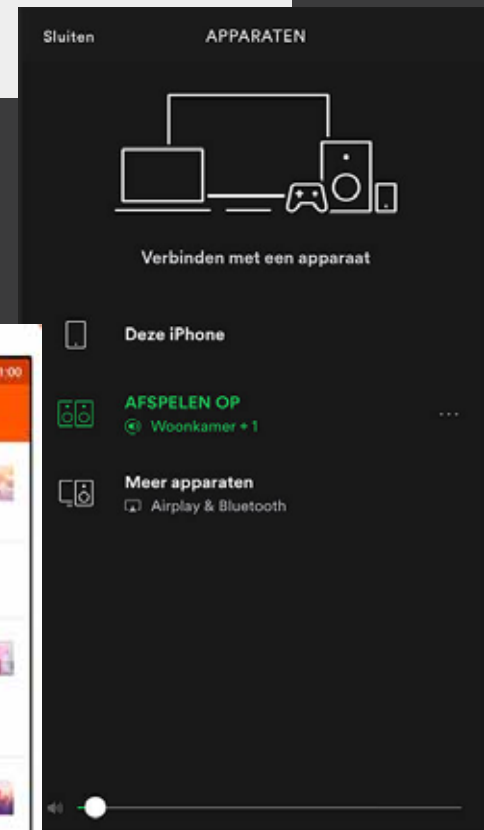 Sluiten
APPARATEN
Verbinden met een apparaat
Deze iPhone
AFSPELEN OP
Woonkamer + 1
Meer apparaten
Airplay & Bluetooth